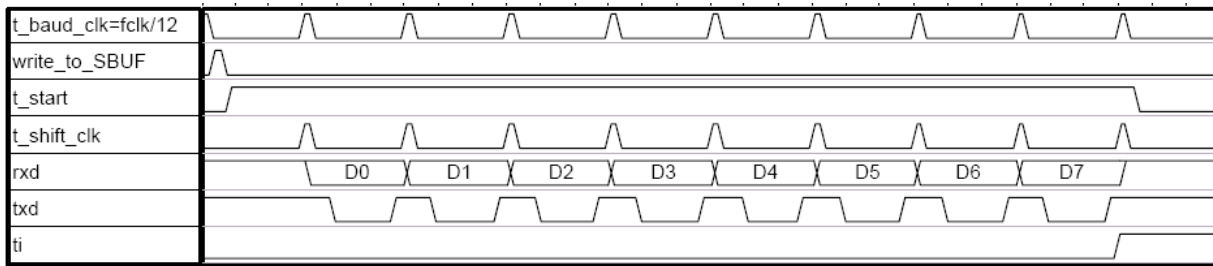 t_baud_clk=fclk/12
write_to_SBUF
t_start
t_shift_clk
rxd D0 D1 D2 D3 D4 D5 D6 D7
txd
ti